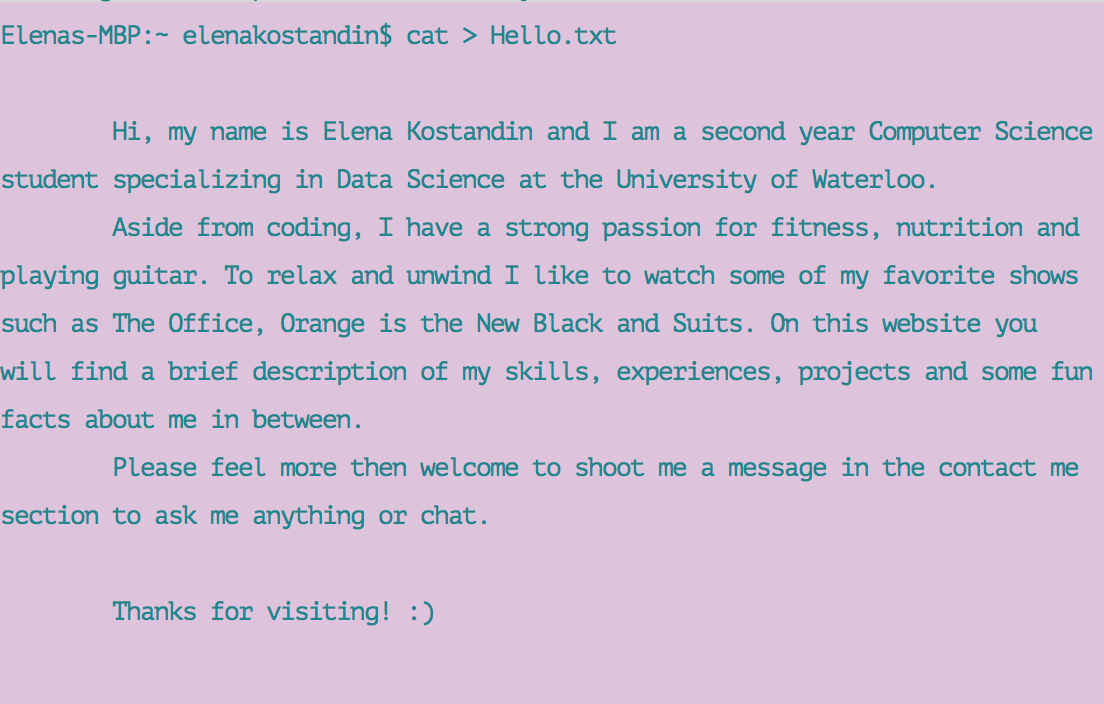 Elenas-MBP:~ elenakostandin$ cat > Hello.txt
Hi, my name is Elena Kostandin and I am a second year Computer Science
student specializing in Data Science at the University of Waterloo.
Aside from coding, I have a strong passion for fitness, nutrition and
playing guitar. To relax and unwind I like to watch some of my favorite shows
such as The Office, Orange is the New Black and Suits. On this website you
will find a brief description of my skills, experiences, projects and some fun
facts about me in between.
Please feel more then welcome to shoot me a message in the contact me
section to ask me anything or chat.
Thanks for visiting! :)